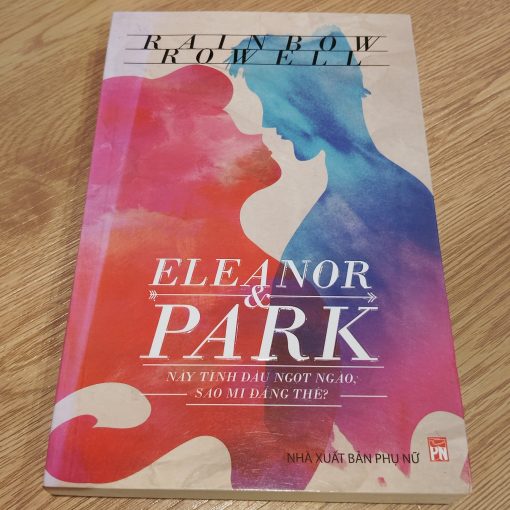 RAINBOW
ROWELL
ELEANOR
&
PARK
NÀY TÌNH ĐẦU NGỌT NGÀO,
SAO MI ĐẮNG THẾ?
NHÀ XUẤT BẢN PHỤ NỮ
PN